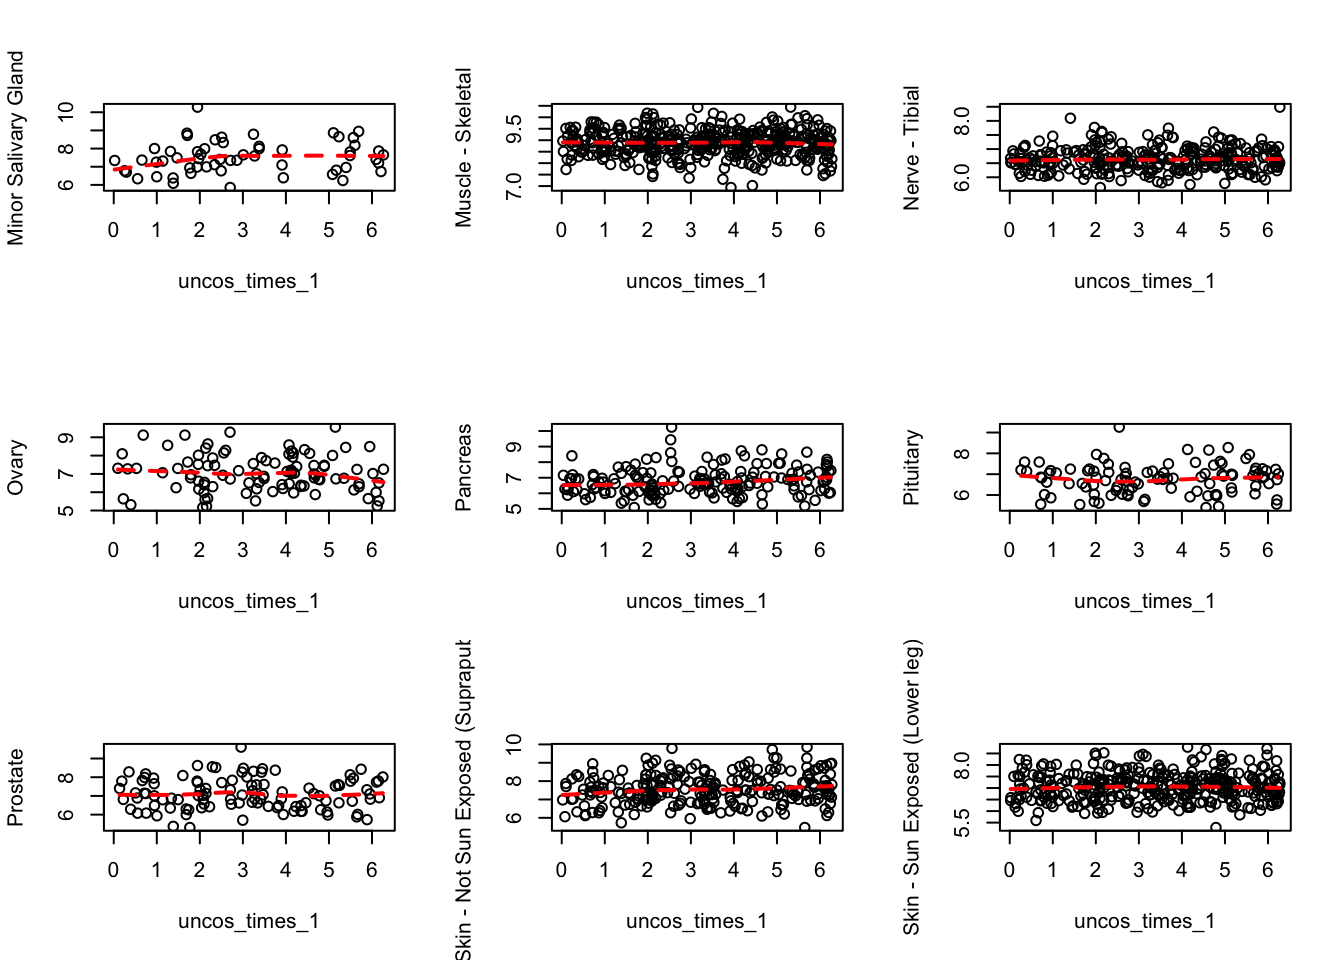 Minor Salivary Gland
10
8
6
0 1 2 3 4 5 6
uncos_times_1
Muscle - Skeletal
9.5
7.0
0 1 2 3 4 5 6
uncos_times_1
Nerve - Tibial
8.0
6.0
0 1 2 3 4 5 6
uncos_times_1
Ovary
9
7
5
0 1 2 3 4 5 6
uncos_times_1
Pancreas
9
7
5
0 1 2 3 4 5 6
uncos_times_1
Pituitary
8
6
0 1 2 3 4 5 6
uncos_times_1
Prostate
8
6
0 1 2 3 4 5 6
uncos_times_1
Skin - Not Sun Exposed (Suprapub
10
8
6
0 1 2 3 4 5 6
uncos_times_1
Skin - Sun Exposed (Lower leg)
8.0
5.5
0 1 2 3 4 5 6
uncos_times_1